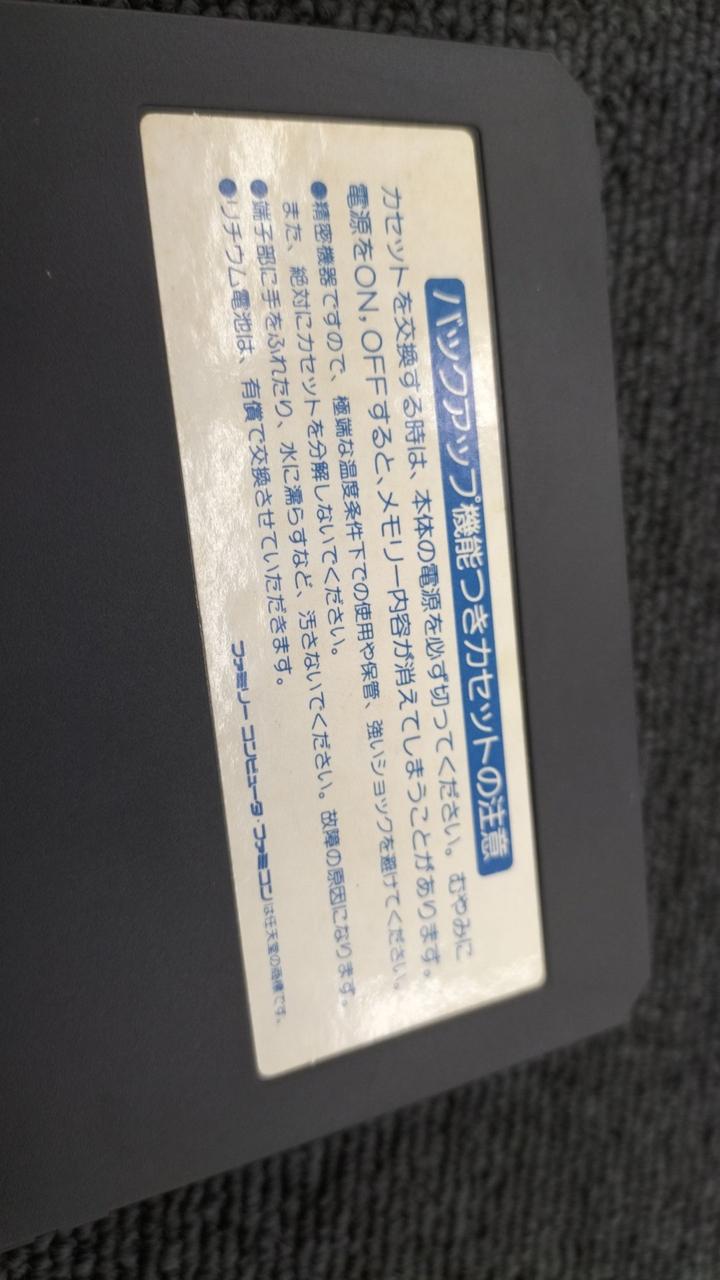 バックアップ機能つきカセットの注意
カセットを交換する時は、本体の電源を必ず切ってください。むやみに
電源をON,OFFすると、メモリー内容が消えてしまうことがあります。
●精密機器ですので、極端な温度条件下での使用や保管、強いショックを避けてください。
また、絶対にカセットを分解しないでください。
●端子部に手をふれたり、水に濡らすなど、汚さないでください。故障の原因になります。
●リチウム電池は、有償で交換させていただきます。
ファミリーコンピュータ・ファミコンは任天堂の商標です。